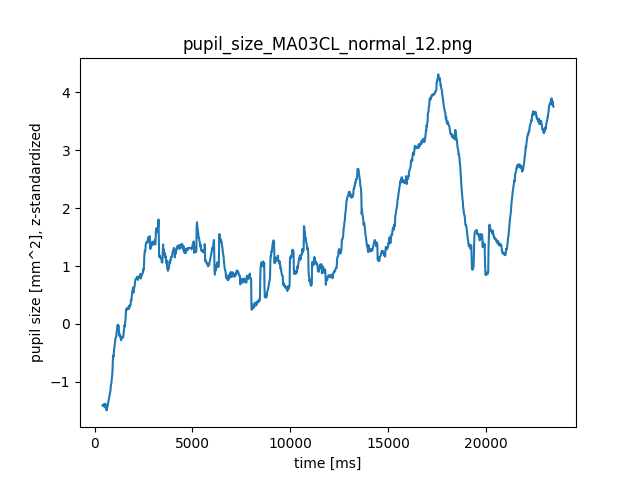 pupil_size_MA03CL_normal_12.png
pupil size [mm^2], z-standardized
4
3
2
1
0
−1
0 5000 10000 15000 20000
time [ms]